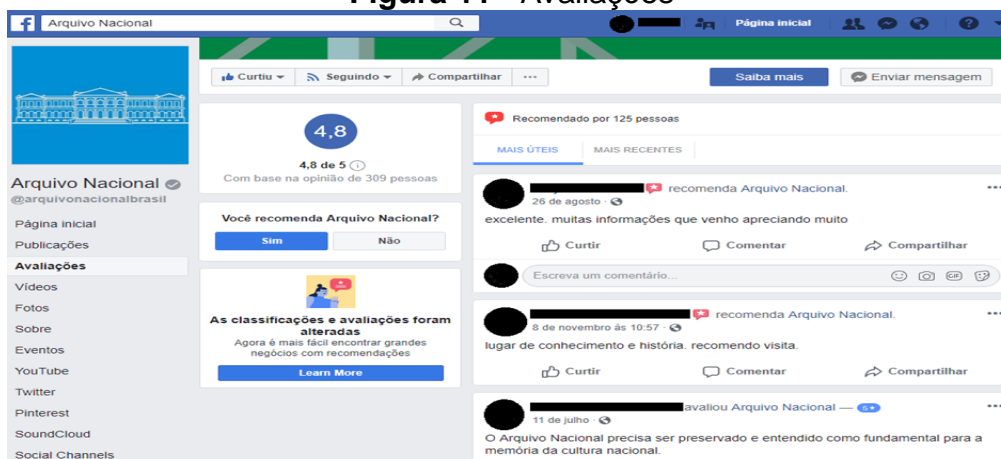 Figura 11 - Avaliações
Arquivo Nacional
Página inicial
Curtiu
Seguindo
Compartilhar
Saiba mais
Enviar mensagem
Arquivo Nacional
@arquivonacionalbrasil
Página inicial
Publicações
Avaliações
Vídeos
Fotos
Sobre
Eventos
YouTube
Twitter
Pinterest
SoundCloud
Social Channels
4,8
4,8 de 5
Com base na opinião de 309 pessoas
Você recomenda Arquivo Nacional?
Sim Não
As classificações e avaliações foram
alteradas
Agora é mais fácil encontrar grandes
negócios com recomendações
Learn More
Recomendado por 125 pessoas
MAIS ÚTEIS MAIS RECENTES
recomenda Arquivo Nacional.
26 de agosto ·
excelente. muitas informações que venho apreciando muito
Curtir Comentar Compartilhar
Escreva um comentário...
GIF
recomenda Arquivo Nacional.
8 de novembro às 10:57 ·
lugar de conhecimento e história. recomendo visita.
Curtir Comentar Compartilhar
avaliou Arquivo Nacional — 5★
11 de julho ·
O Arquivo Nacional precisa ser preservado e entendido como fundamental para a
memória da cultura nacional.